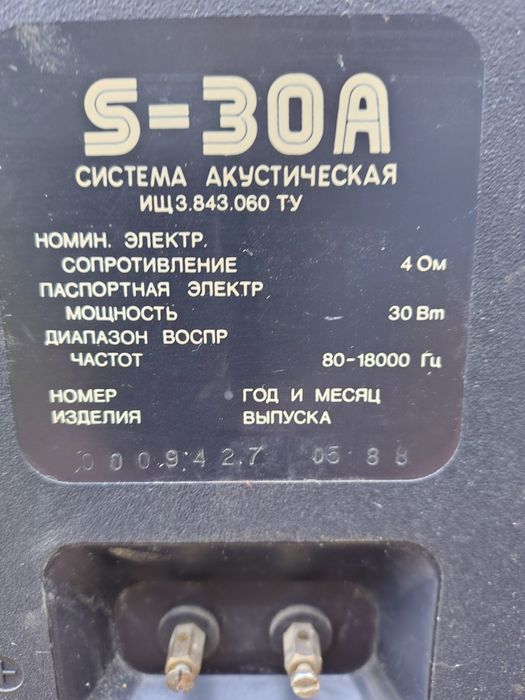 S-30A
СИСТЕМА АКУСТИЧЕСКАЯ
ИЩ3.843.060 ТУ
НОМИН. ЭЛЕКТР.
СОПРОТИВЛЕНИЕ 4 Ом
ПАСПОРТНАЯ ЭЛЕКТР
МОЩНОСТЬ 30 Вт
ДИАПАЗОН ВОСПР
ЧАСТОТ 80-18000 Гц
НОМЕР ГОД И МЕСЯЦ
ИЗДЕЛИЯ ВЫПУСКА
0009427 05 88
+